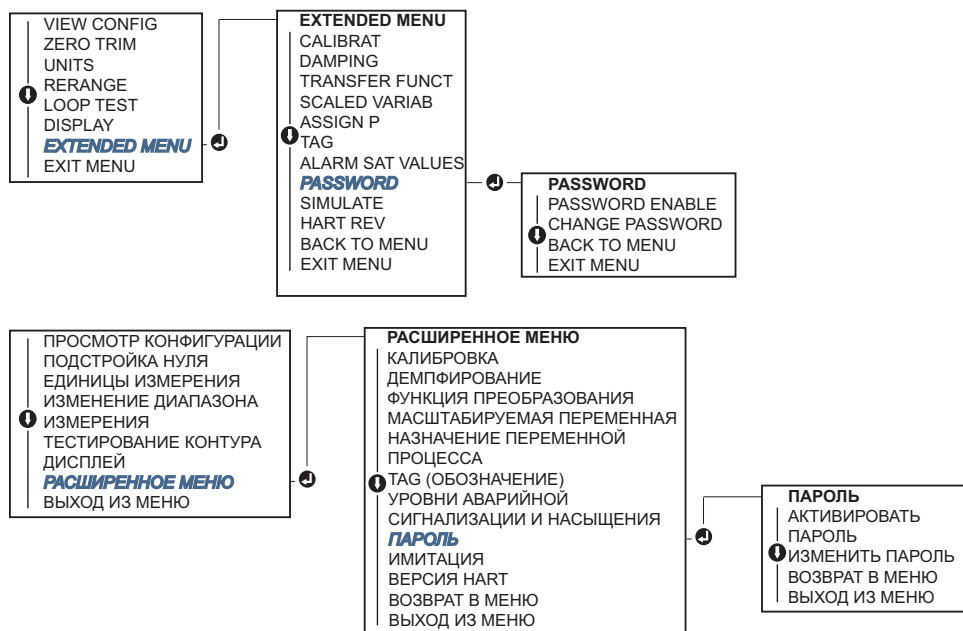 VIEW CONFIG
ZERO TRIM
UNITS
RERANGE
LOOP TEST
DISPLAY
EXTENDED MENU
EXIT MENU
EXTENDED MENU
CALIBRAT
DAMPING
TRANSFER FUNCT
SCALED VARIAB
ASSIGN P
TAG
ALARM SAT VALUES
PASSWORD
SIMULATE
HART REV
BACK TO MENU
EXIT MENU
PASSWORD
PASSWORD ENABLE
CHANGE PASSWORD
BACK TO MENU
EXIT MENU
ПРОСМОТР КОНФИГУРАЦИИ
ПОДСТРОЙКА НУЛЯ
ЕДИНИЦЫ ИЗМЕРЕНИЯ
ИЗМЕНЕНИЕ ДИАПАЗОНА
ИЗМЕРЕНИЯ
ТЕСТИРОВАНИЕ КОНТУРА
ДИСПЛЕЙ
РАСШИРЕННОЕ МЕНЮ
ВЫХОД ИЗ МЕНЮ
РАСШИРЕННОЕ МЕНЮ
КАЛИБРОВКА
ДЕМПФИРОВАНИЕ
ФУНКЦИЯ ПРЕОБРАЗОВАНИЯ
МАСШТАБИРУЕМАЯ ПЕРЕМЕННАЯ
НАЗНАЧЕНИЕ ПЕРЕМЕННОЙ
ПРОЦЕССА
TAG (ОБОЗНАЧЕНИЕ)
УРОВНИ АВАРИЙНОЙ
СИГНАЛИЗАЦИИ И НАСЫЩЕНИЯ
ПАРОЛЬ
ИМИТАЦИЯ
ВЕРСИЯ HART
ВОЗВРАТ В МЕНЮ
ВЫХОД ИЗ МЕНЮ
ПАРОЛЬ
АКТИВИРОВАТЬ
ПАРОЛЬ
ИЗМЕНИТЬ ПАРОЛЬ
ВОЗВРАТ В МЕНЮ
ВЫХОД ИЗ МЕНЮ